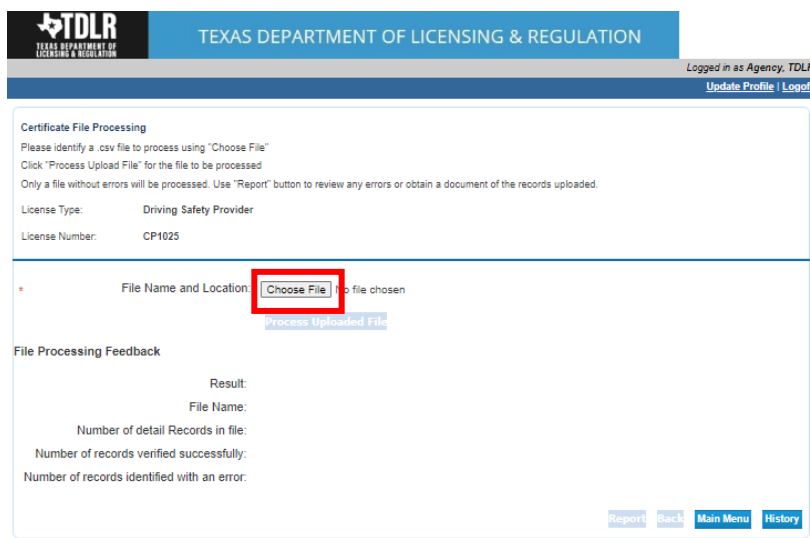 TDLR
TEXAS DEPARTMENT OF
LICENSING & REGULATION
TEXAS DEPARTMENT OF LICENSING & REGULATION
Logged in as Agency, TDLR
Update Profile | Logof
Certificate File Processing
Please identify a .csv file to process using "Choose File"
Click "Process Upload File" for the file to be processed
Only a file without errors will be processed. Use "Report" button to review any errors or obtain a document of the records uploaded.
License Type: Driving Safety Provider
License Number: CP1025
* File Name and Location: Choose File No file chosen
Process Uploaded File
File Processing Feedback
Result:
File Name:
Number of detail Records in file:
Number of records verified successfully:
Number of records identified with an error:
Report Back Main Menu History